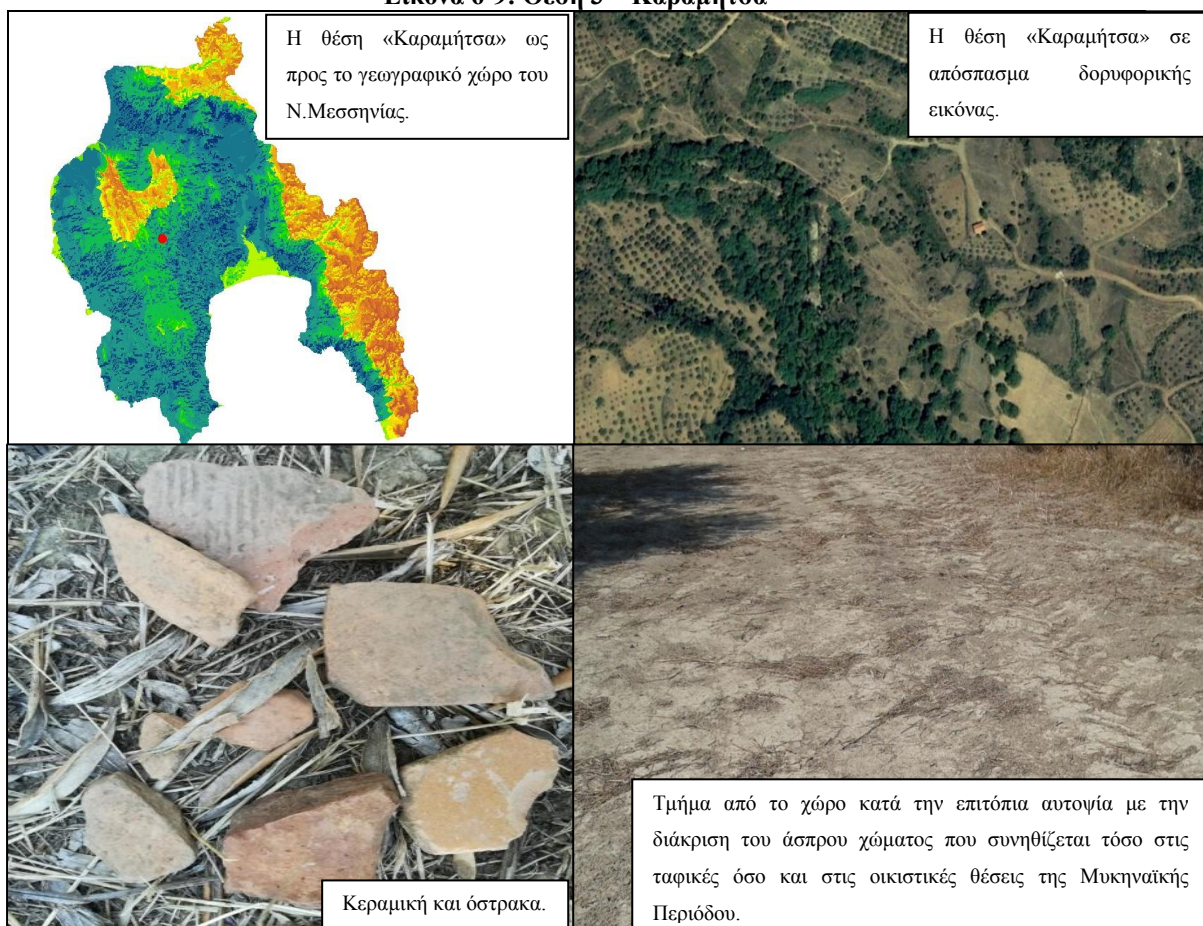 Η θέση «Καραμήτσα» ως
προς το γεωγραφικό χώρο του
Ν.Μεσσηνίας.
Η θέση «Καραμήτσα» σε
απόσπασμα δορυφορικής
εικόνας.
Κεραμική και όστρακα.
Τμήμα από το χώρο κατά την επιτόπια αυτοψία με την
διάκριση του άσπρου χώματος που συνηθίζεται τόσο στις
ταφικές όσο και στις οικιστικές θέσεις της Μυκηναϊκής
Περιόδου.